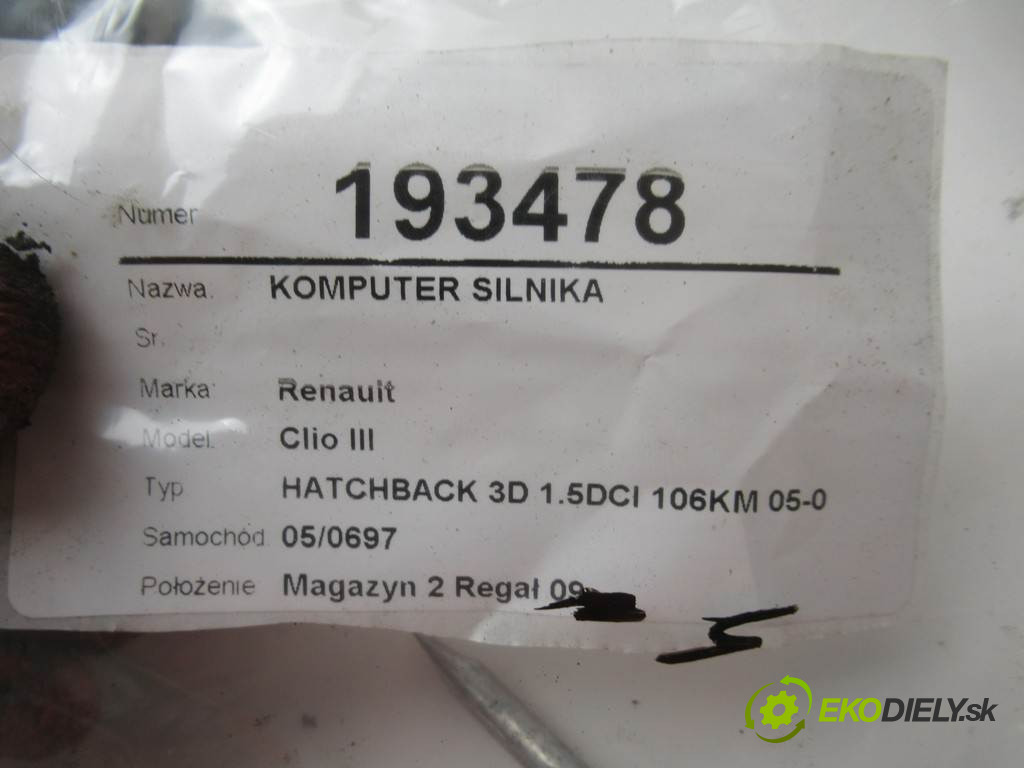 Numer 193478
Nazwa: KOMPUTER SILNIKA
Sr.
Marka: Renault
Model: Clio III
Typ HATCHBACK 3D 1.5DCI 106KM 05-0
Samochód 05/0697
Położenie Magazyn 2 Regał 09
EKODIELY.sk